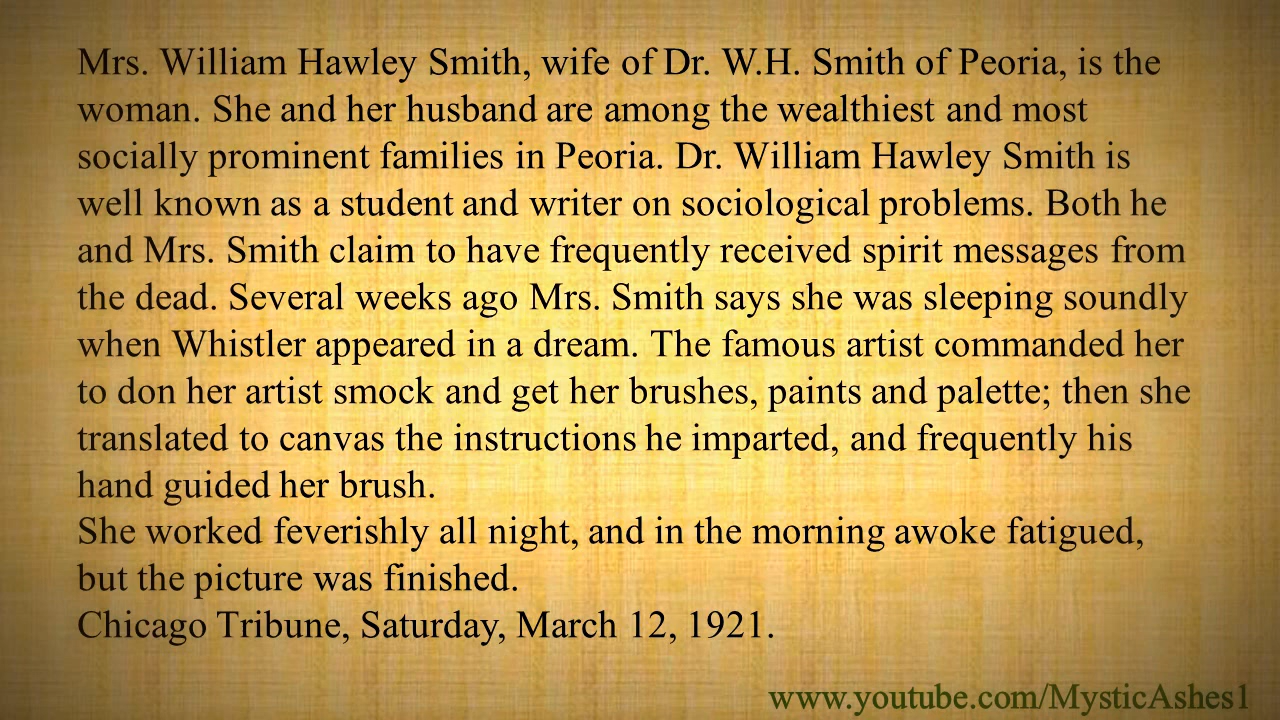 Mrs. William Hawley Smith, wife of Dr. W.H. Smith of Peoria, is the
woman. She and her husband are among the wealthiest and most
socially prominent families in Peoria. Dr. William Hawley Smith is
well known as a student and writer on sociological problems. Both he
and Mrs. Smith claim to have frequently received spirit messages from
the dead. Several weeks ago Mrs. Smith says she was sleeping soundly
when Whistler appeared in a dream. The famous artist commanded her
to don her artist smock and get her brushes, paints and palette; then she
translated to canvas the instructions he imparted, and frequently his
hand guided her brush.
She worked feverishly all night, and in the morning awoke fatigued,
but the picture was finished.
Chicago Tribune, Saturday, March 12, 1921.
www.youtube.com/MysticAshes1